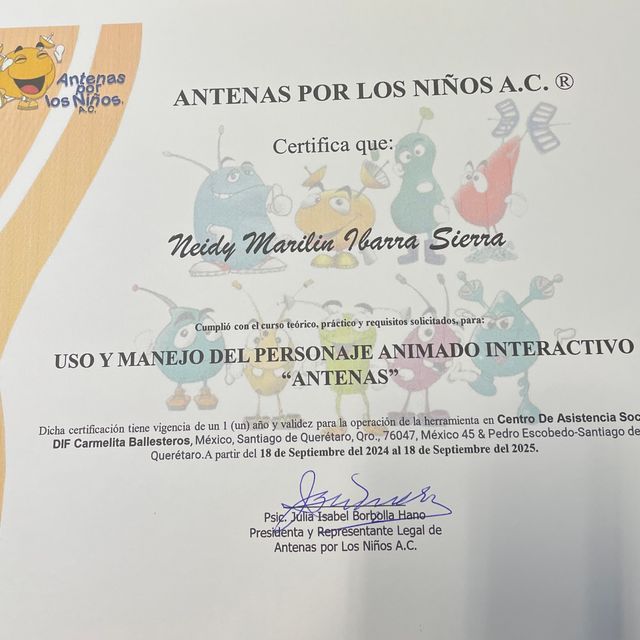 Antenas
por
los Niños.
A.C.
ANTENAS POR LOS NIÑOS A.C. ®
Certifica que:
Neidy Marilin Ibarra Sierra
Cumplió con el curso teórico, práctico y requisitos solicitados, para:
USO Y MANEJO DEL PERSONAJE ANIMADO INTERACTIVO
“ANTENAS”
Dicha certificación tiene vigencia de un 1 (un) año y validez para la operación de la herramienta en Centro De Asistencia Soc
DIF Carmelita Ballesteros, México, Santiago de Querétaro, Qro., 76047, México 45 & Pedro Escobedo-Santiago de
Querétaro.A partir del 18 de Septiembre del 2024 al 18 de Septiembre del 2025.
Psic. Julia Isabel Borbolla Hano
Presidenta y Representante Legal de
Antenas por Los Niños A.C.